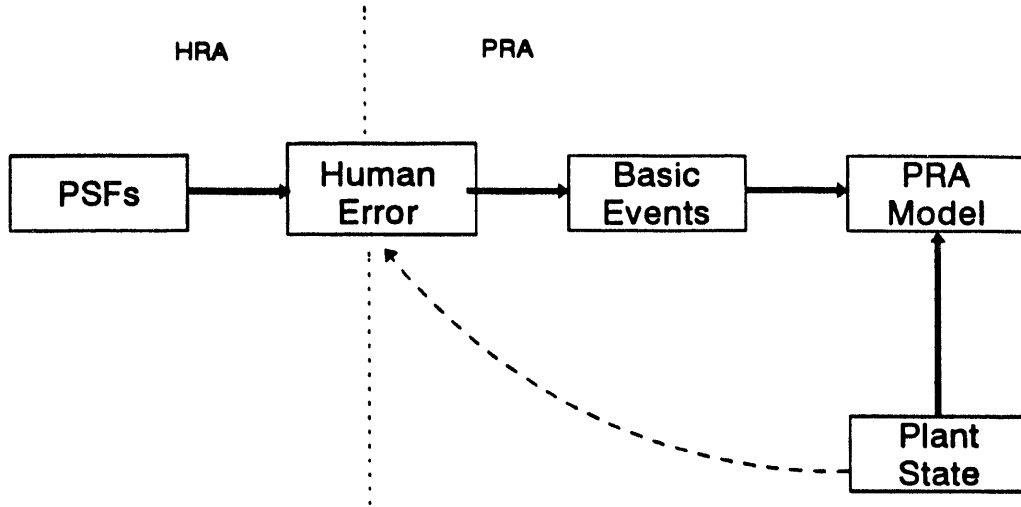 HRA
PRA
PSFs
Human
Error
Basic
Events
PRA
Model
Plant
State